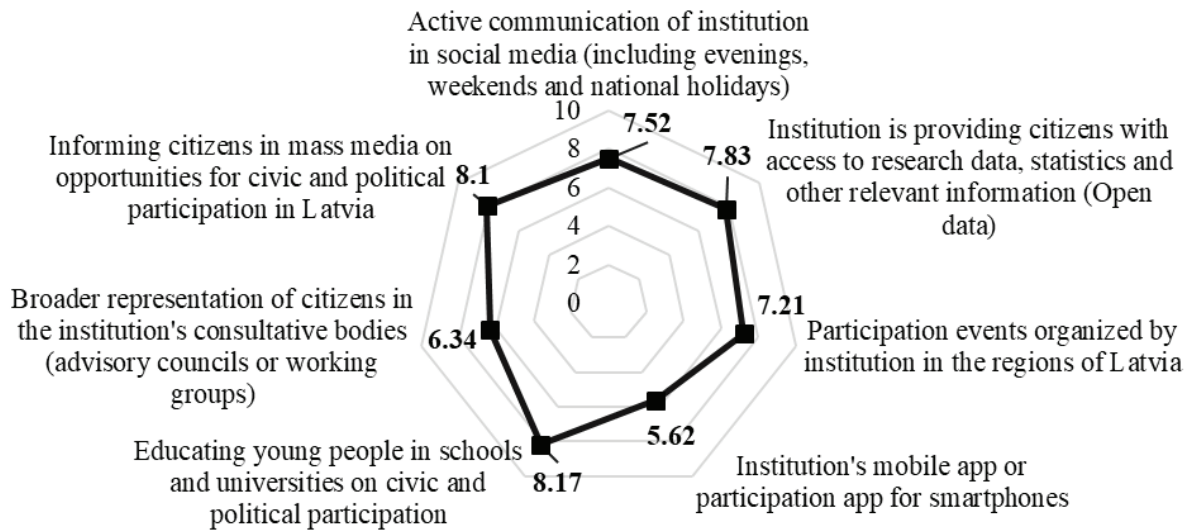 Active communication of institution
in social media (including evenings,
weekends and national holidays)
10
7.52
8
6
4
2
0
7.83
Institution is providing citizens with
access to research data, statistics and
other relevant information (Open
data)
7.21
Participation events organized by
institution in the regions of Latvia
5.62
Institution's mobile app or
participation app for smartphones
8.17
Educating young people in schools
and universities on civic and
political participation
6.34
Broader representation of citizens in
the institution's consultative bodies
(advisory councils or working
groups)
8.1
Informing citizens in mass media on
opportunities for civic and political
participation in Latvia